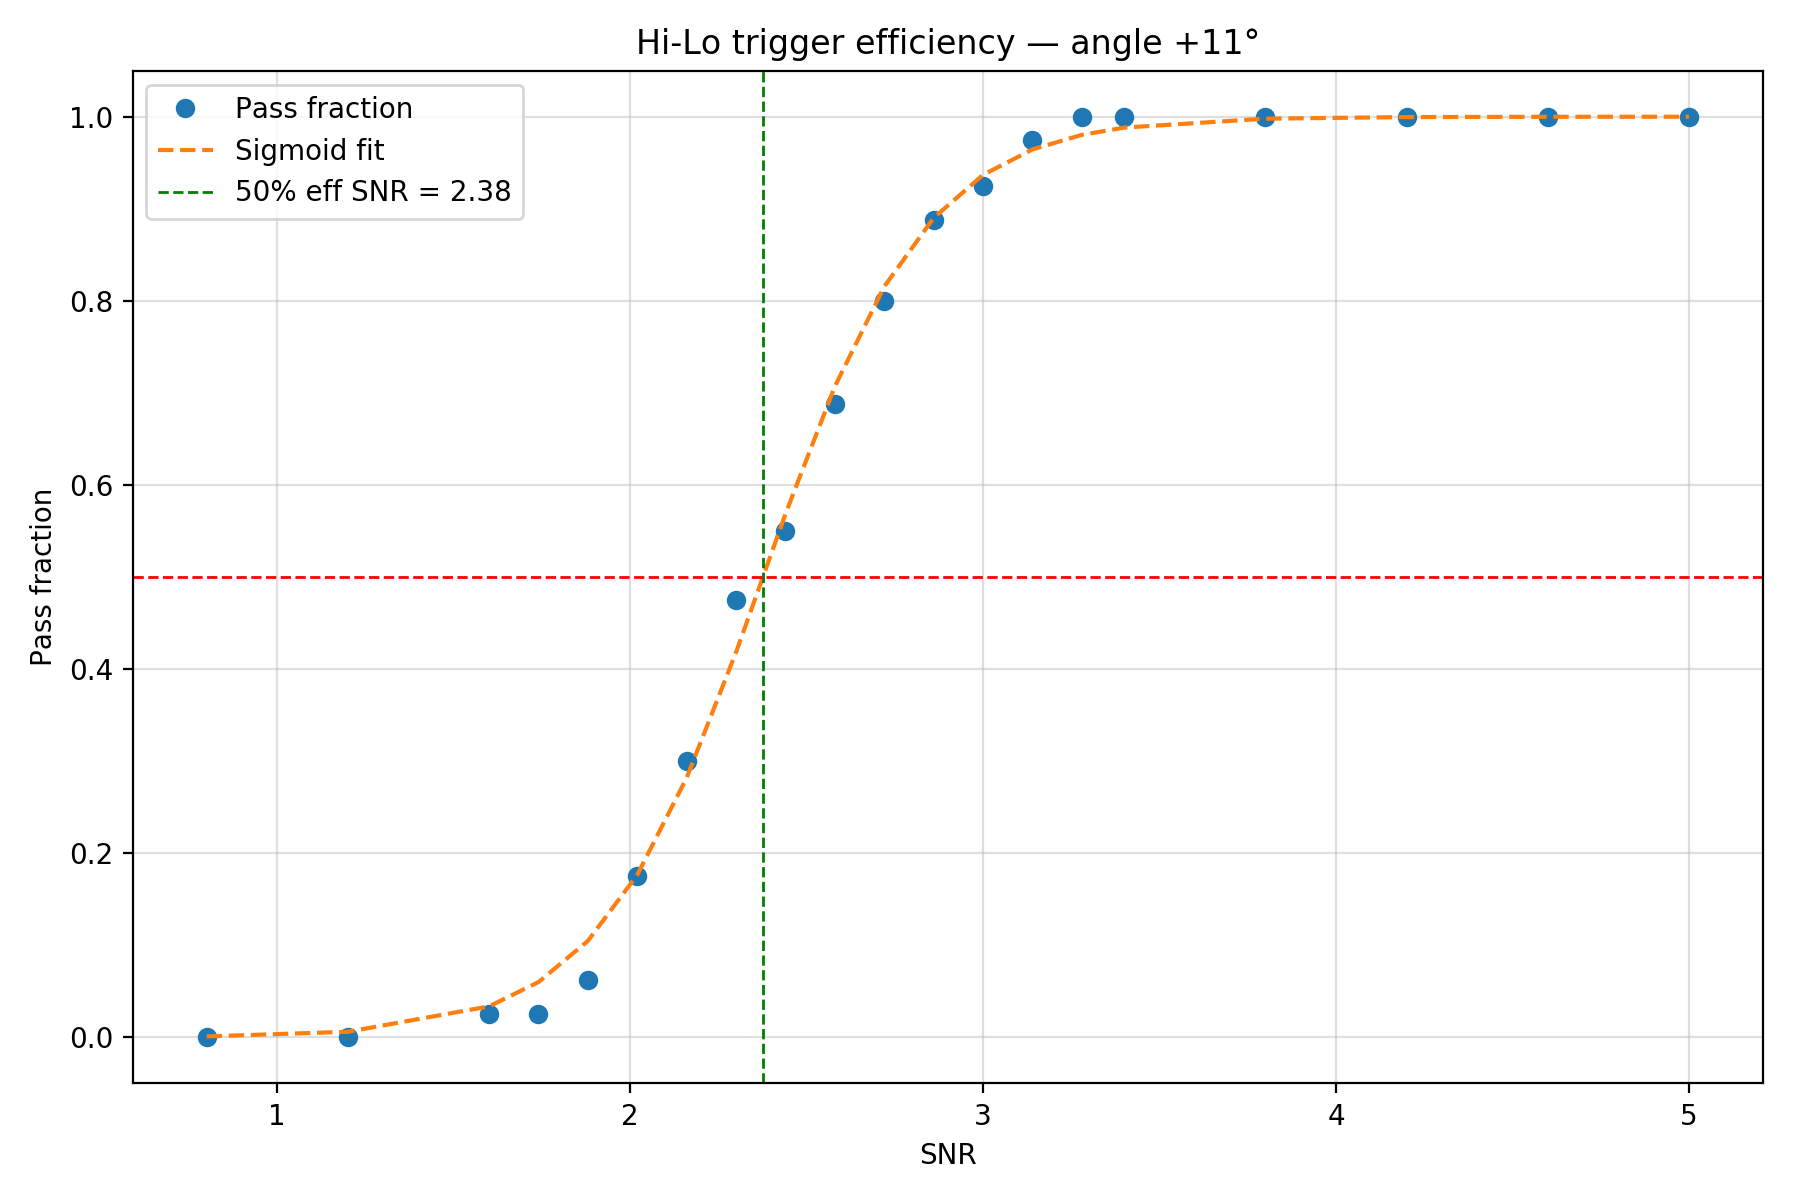 Hi-Lo trigger efficiency — angle +11°
Pass fraction
Sigmoid fit
50% eff SNR = 2.38
1.0
0.8
0.6
0.4
0.2
0.0
Pass fraction
1
2
3
4
5
SNR